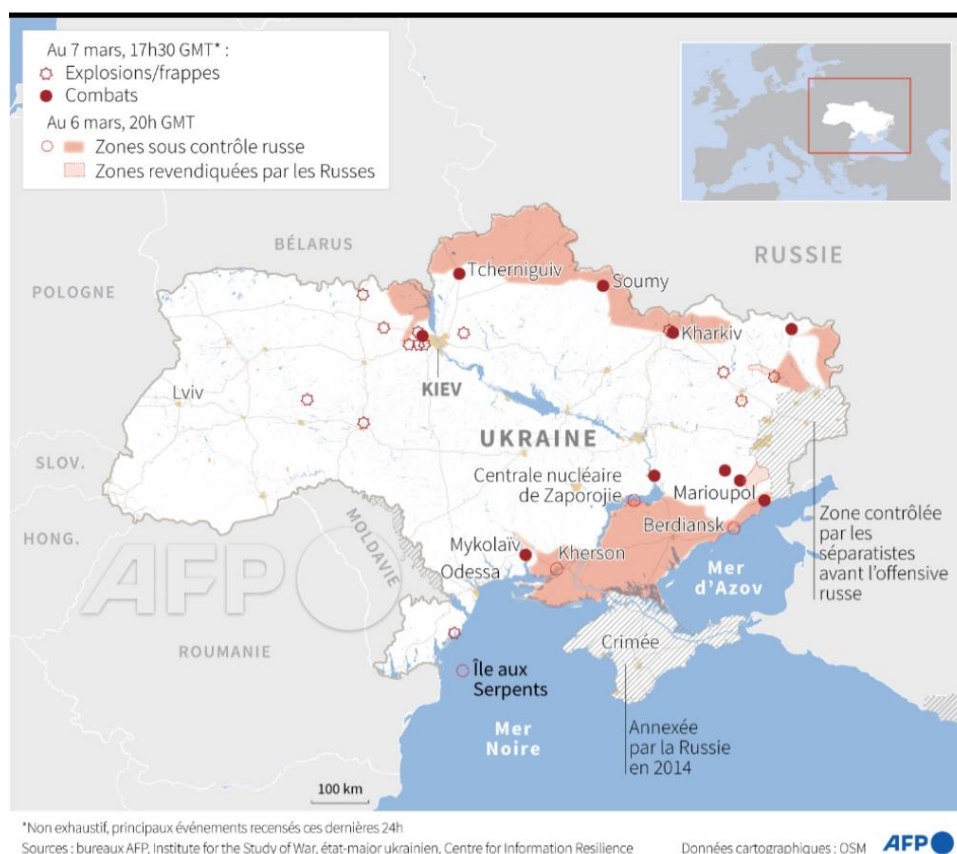 Au 7 mars, 17h30 GMT* :
Explosions/frappes
Combats
Au 6 mars, 20h GMT
Zones sous contrôle russe
Zones revendiquées par les Russes
BÉLARUS
RUSSIE
POLOGNE
Tcherniguiv
Soumy
Kharkiv
KIEV
Lviv
UKRAINE
SLOV.
Centrale nucléaire
de Zaporojie
Marioupol
Zone contrôlée
par les
séparatistes
avant l'offensive
russe
HONG.
MOLDAVIE
Berdiansk
Mykolaïv
Kherson
Odessa
Mer
d'Azov
AFP
Crimée
ROUMANIE
Île aux
Serpents
Mer
Noire
Annexée
par la Russie
en 2014
100 km
*Non exhaustif, principaux événements recensés ces dernières 24h
Sources : bureaux AFP, Institute for the Study of War, état-major ukrainien, Centre for Information Resilience
Données cartographiques : OSM
AFP